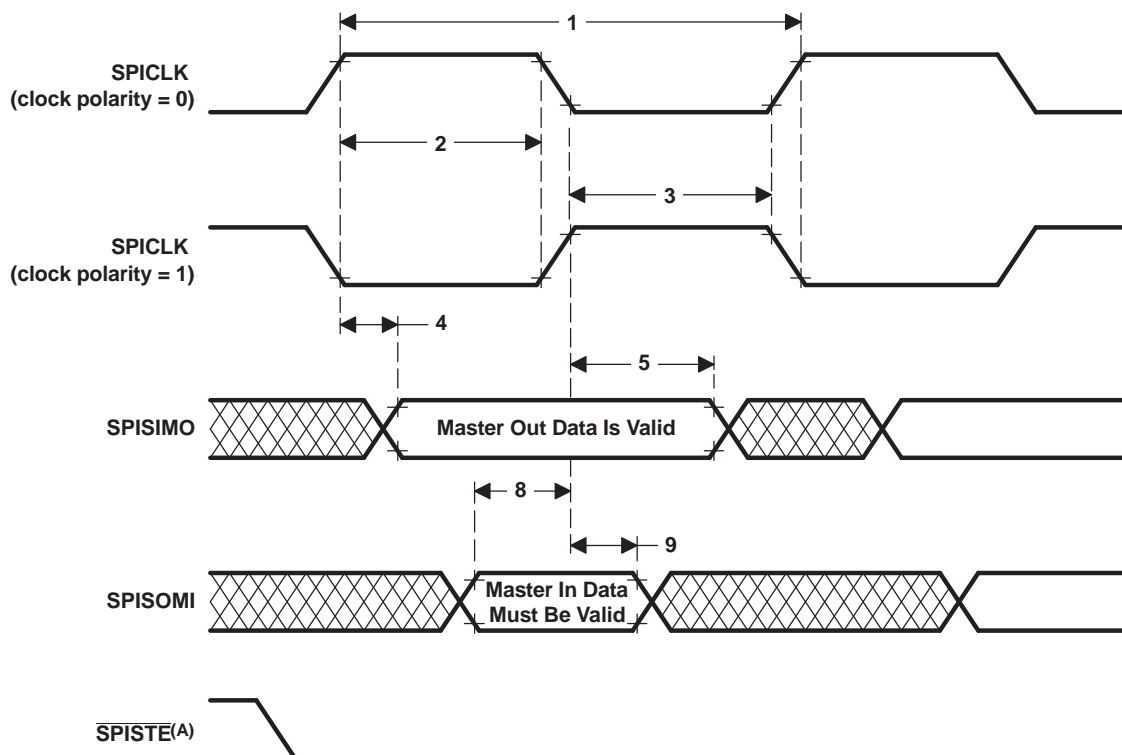 1
SPICLK
(clock polarity = 0)
2
3
SPICLK
(clock polarity = 1)
4
5
SPISIMO
Master Out Data Is Valid
8
9
SPISOMI
Master In Data
Must Be Valid
SPISTE(A)